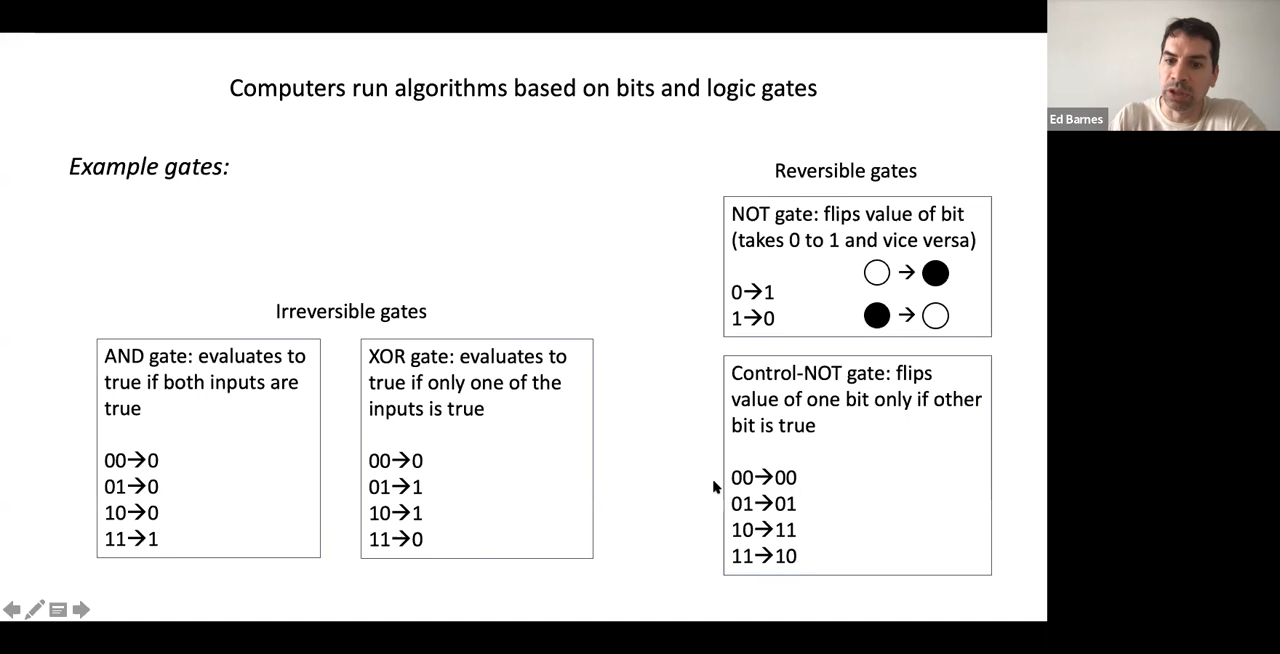 Computers run algorithms based on bits and logic gates
Ed Barnes
Example gates:
Reversible gates
NOT gate: flips value of bit
(takes 0 to 1 and vice versa)
0→1
1→0
→
→
Irreversible gates
AND gate: evaluates to
true if both inputs are
true
00→0
01→0
10→0
11→1
XOR gate: evaluates to
true if only one of the
inputs is true
00→0
01→1
10→1
11→0
Control-NOT gate: flips
value of one bit only if other
bit is true
00→00
01→01
10→11
11→10